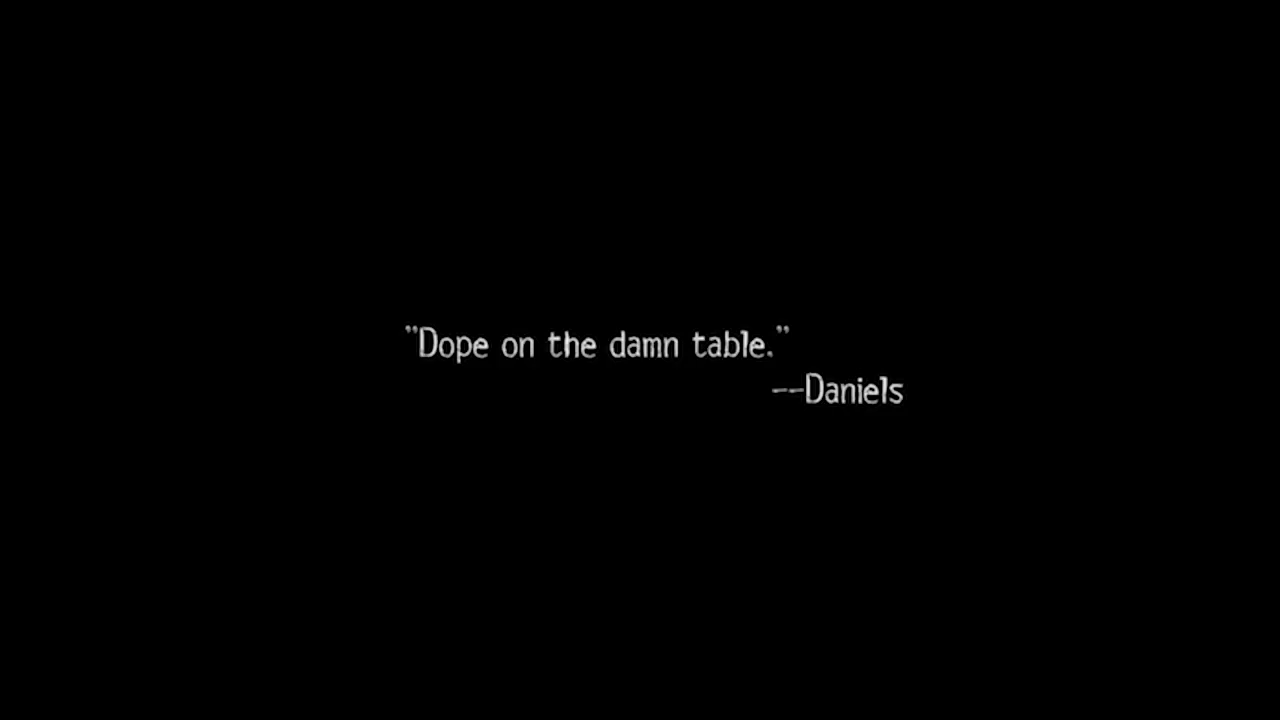 "Dope on the damn table."
--Daniels